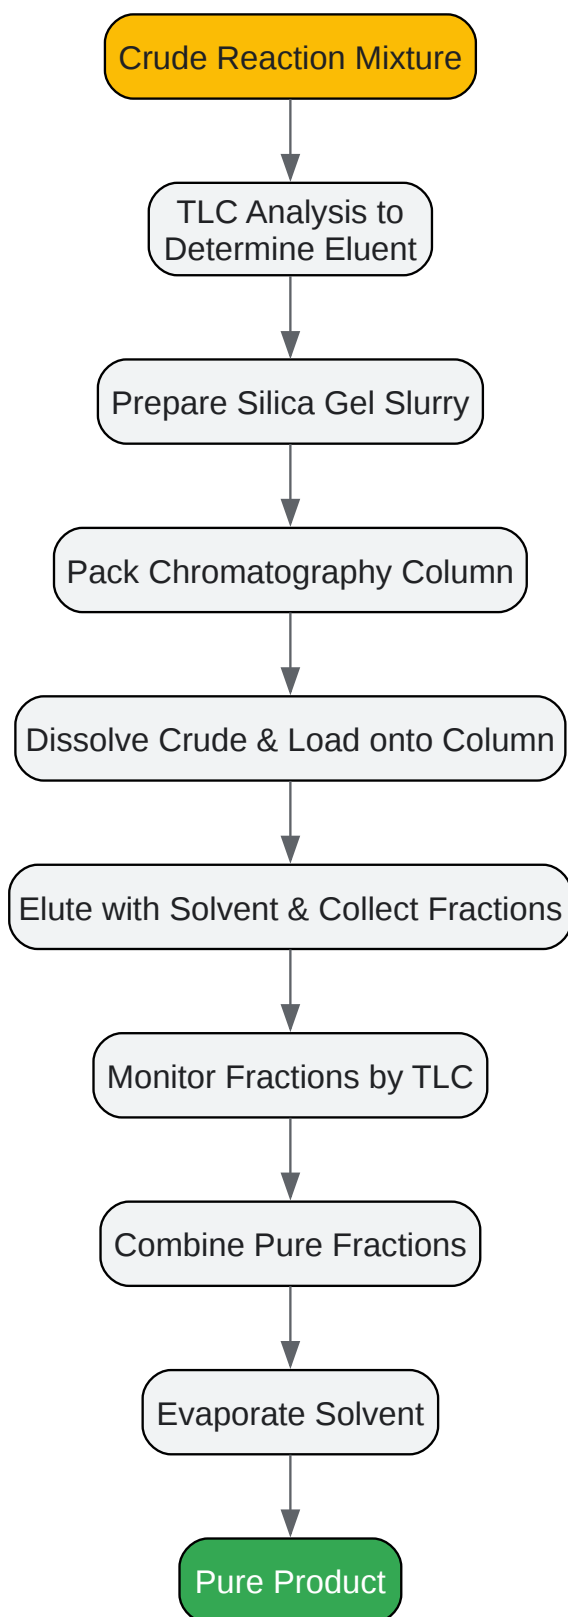 Crude Reaction Mixture
TLC Analysis to
Determine Eluent
Prepare Silica Gel Slurry
Pack Chromatography Column
Dissolve Crude & Load onto Column
Elute with Solvent & Collect Fractions
Monitor Fractions by TLC
Combine Pure Fractions
Evaporate Solvent
Pure Product